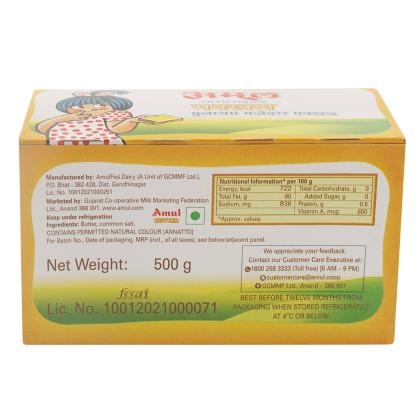 अमूल
Manufactured by: AmulFed Dairy (A Unit of GCMMF Ltd.),
P.O. Bhat - 382 428, Dist. Gandhinagar.
Lic. No. 10012021000251
Marketed by: Gujarat Co-operative Milk Marketing Federation
Ltd., Anand 388 001. www.amul.com
Keep under refrigeration
Ingredients: Butter, common salt.
CONTAINS PERMITTED NATURAL COLOUR (ANNATTO)
For Batch No., Date of packaging, MRP (incl., of all taxes), see below/adjacent panel.
Amul
BUTTER
Nutritional Information* per 100 g
Energy, kcal 722 Total Carbohydrate, g 0
Total Fat, g 80 Added Sugar, g 0
Sodium, mg 836 Protein, g 0.5
Vitamin A, mcg 650
*Approx. values
Net Weight: 500 g
fssai
Lic. No. 10012021000071
We appreciate your feedback.
Contact our Customer Care Executive at:
1800 258 3333 (Toll free) (6 AM – 9 PM)
customercare@amul.coop
GCMMF Ltd., Anand - 388 001
BEST BEFORE TWELVE MONTHS FROM
PACKAGING WHEN STORED REFRIGERATED
AT 4°C OR BELOW.